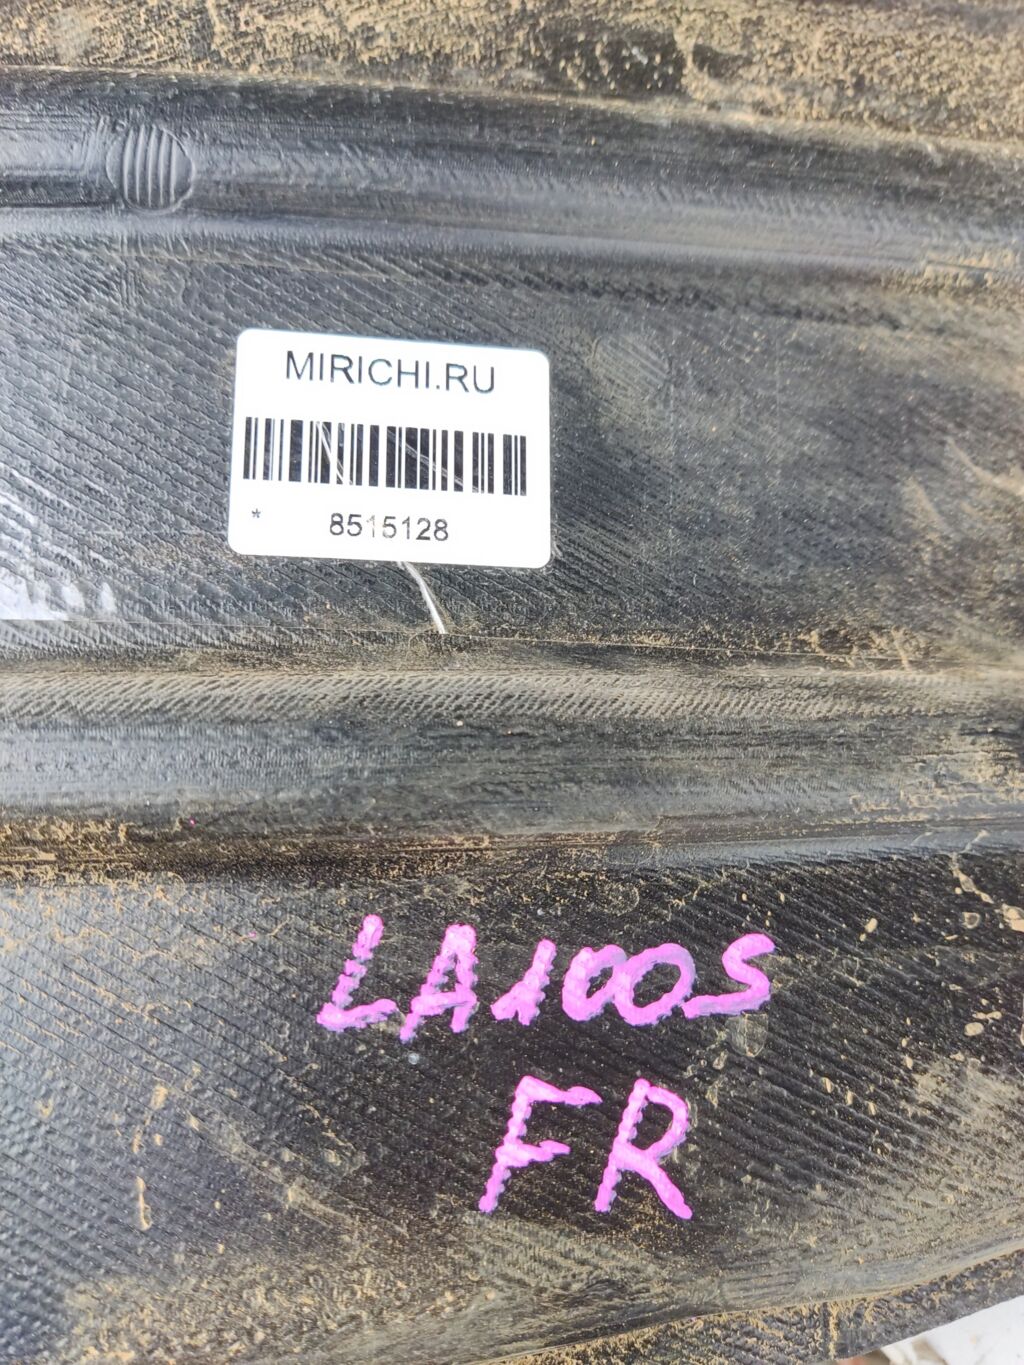 MIRICHI.RU
* 8515128
LA100S
FR